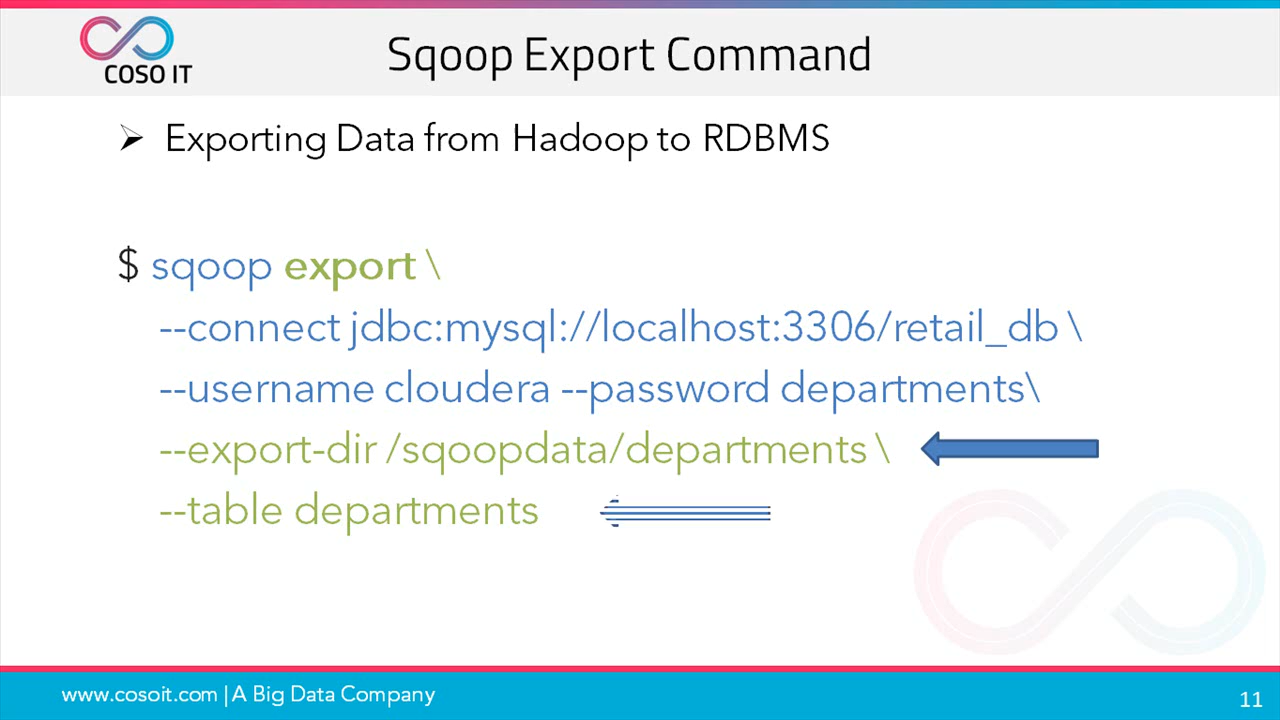 COSO IT
Sqoop Export Command
Exporting Data from Hadoop to RDBMS
$ sqoop export \
--connect jdbc:mysql://localhost:3306/retail_db \
--username cloudera --password departments\
--export-dir /sqoopdata/departments \
--table departments
www.cosoit.com | A Big Data Company
11